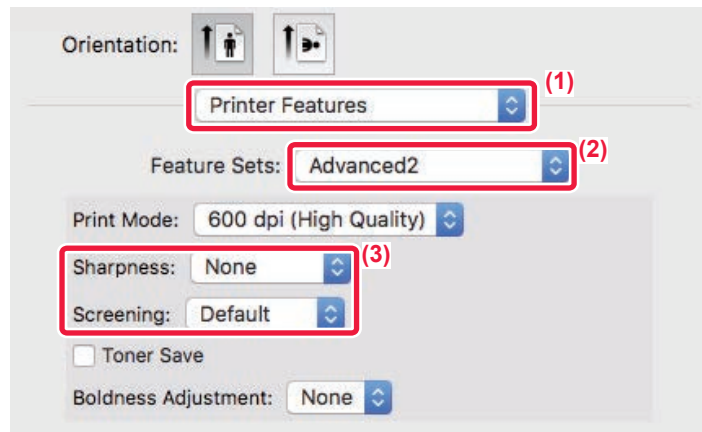 Orientation:
(1)
Printer Features
(2)
Feature Sets: Advanced2
Print Mode: 600 dpi (High Quality)
(3)
Sharpness: None
Screening: Default
Toner Save
Boldness Adjustment: None